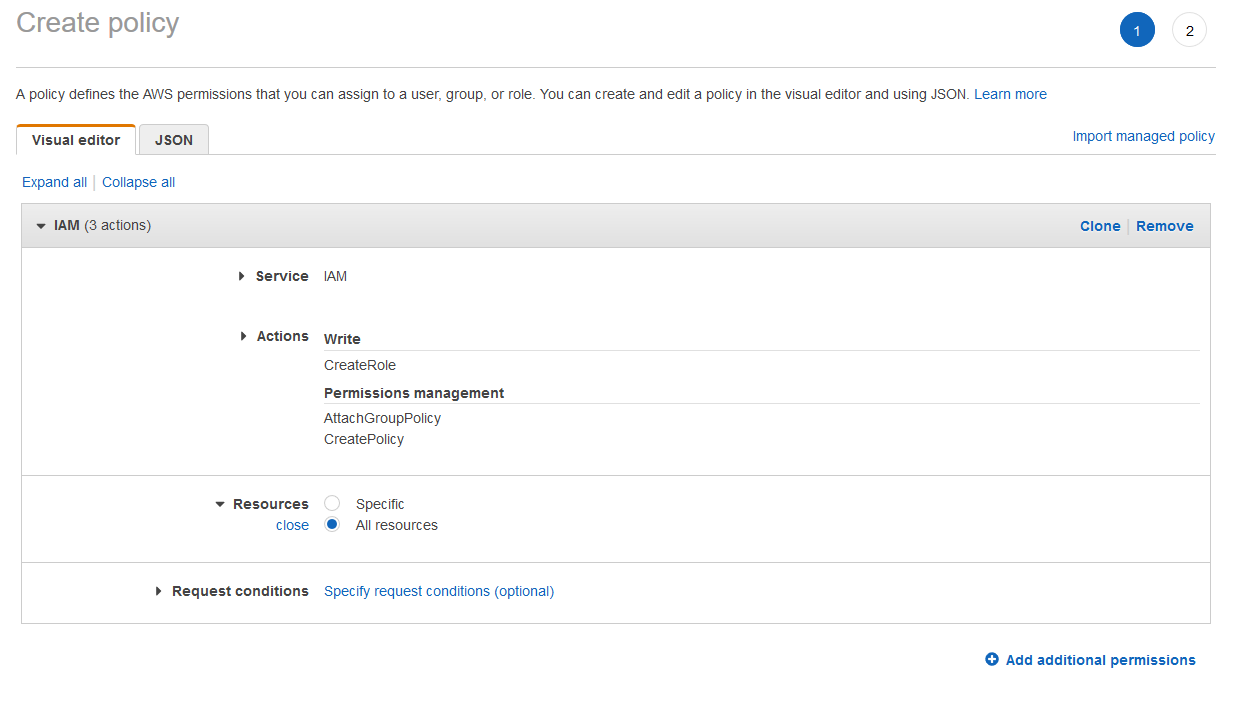 Create policy
1
2
A policy defines the AWS permissions that you can assign to a user, group, or role. You can create and edit a policy in the visual editor and using JSON. Learn more
Visual editor
JSON
Import managed policy
Expand all
Collapse all
IAM (3 actions)
Clone
Remove
Service IAM
Actions Write
CreateRole
Permissions management
AttachGroupPolicy
CreatePolicy
Resources Specific
close All resources
Request conditions Specify request conditions (optional)
Add additional permissions